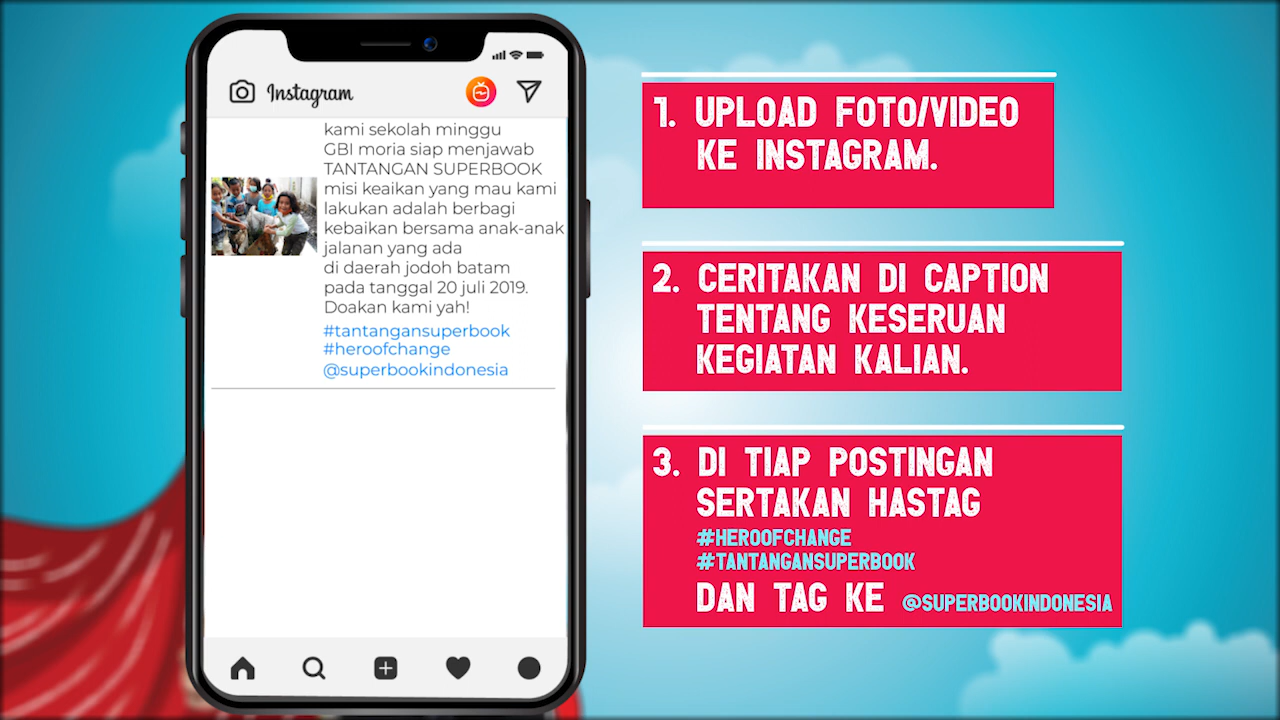 Instagram
kami sekolah minggu
GBI moria siap menjawab
TANTANGAN SUPERBOOK
misi keaikan yang mau kami
lakukan adalah berbagi
kebaikan bersama anak-anak
jalanan yang ada
di daerah jodoh batam
pada tanggal 20 juli 2019.
Doakan kami yah!
#tantangansuperbook
#heroofchange
@superbookindonesia
1. UPLOAD FOTO/VIDEO
KE INSTAGRAM.
2. CERITAKAN DI CAPTION
TENTANG KESERUAN
KEGIATAN KALIAN.
3. DI TIAP POSTINGAN
SERTAKAN HASTAG
#HEROOFCHANGE
#TANTANGANSUPERBOOK
DAN TAG KE @SUPERBOOKINDONESIA